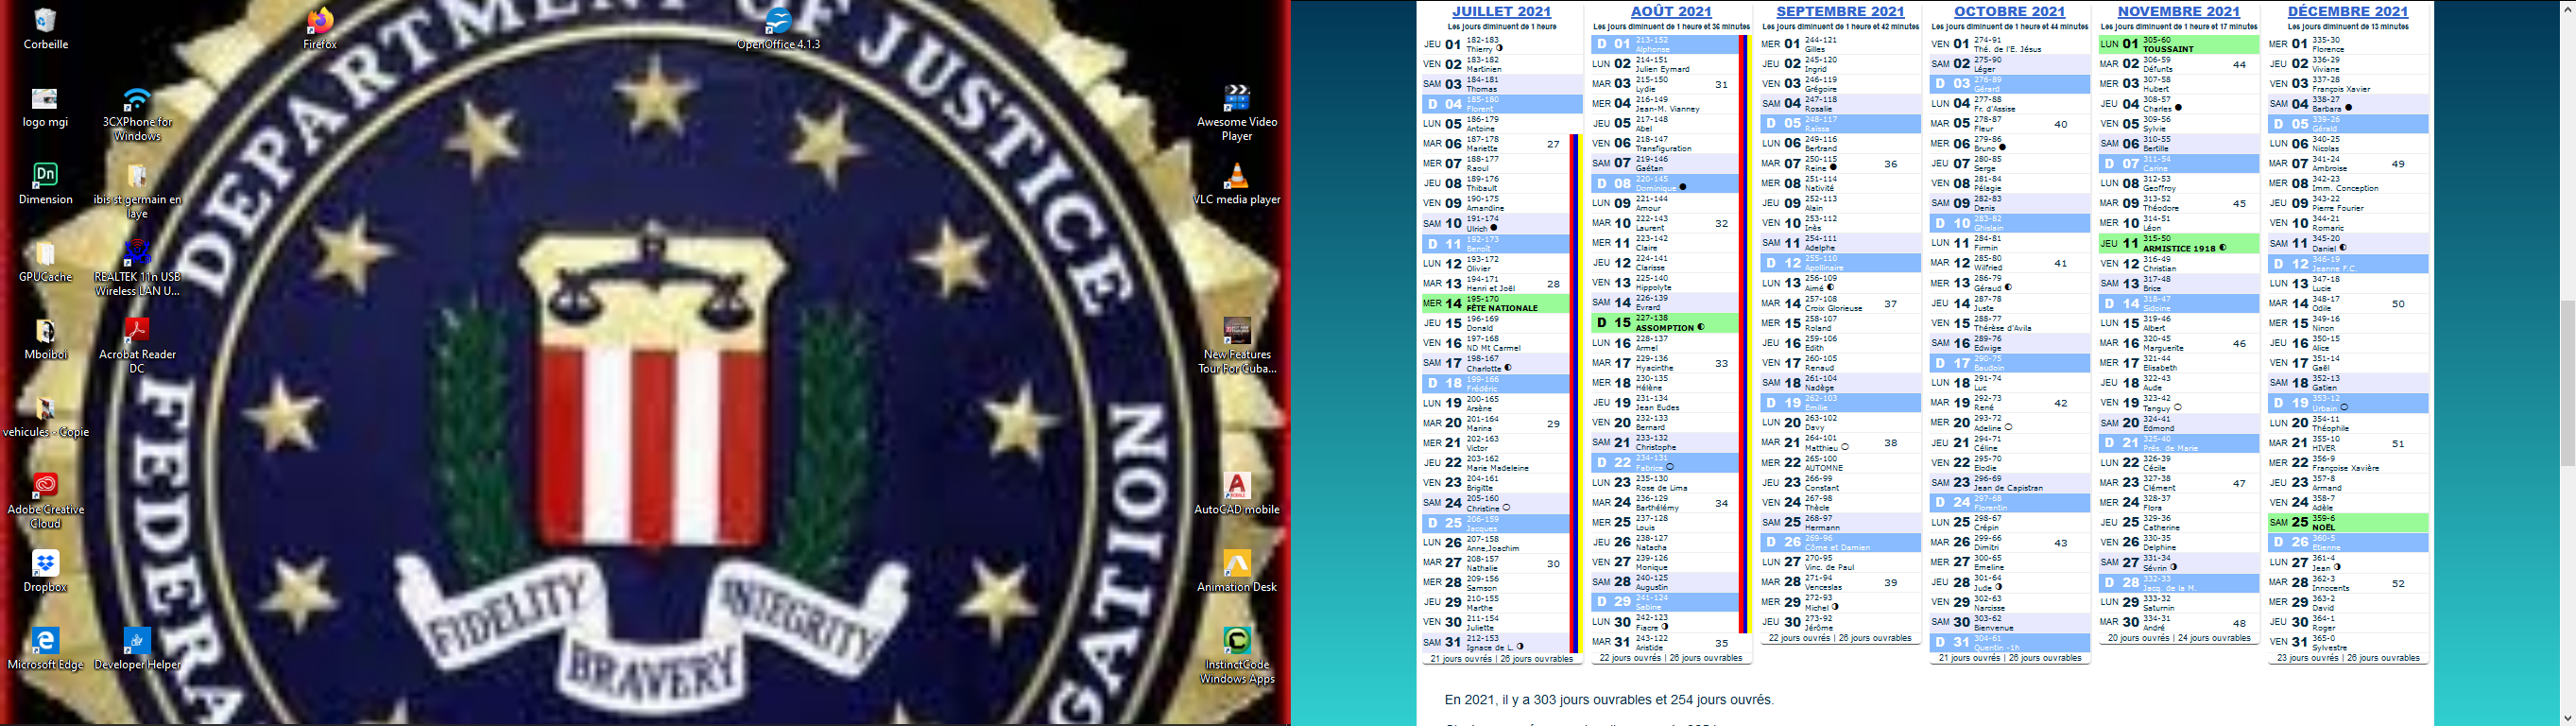 Corbeille
Firefox
OpenOffice 4.1.3
logo mgi
3CXPhone for
Windows
Awesome Video
Player
Dimension
ibis st germain en
laye
VLC media player
GPUCache
REALTEK 11n USB
Wireless LAN U...
Mboiboi
Acrobat Reader
DC
New Features
Tour For Cuba...
vehicules - Copie
Adobe Creative
Cloud
AutoCAD mobile
Dropbox
Animation Desk
Microsoft Edge
Developer Helper
InstinctCode
Windows Apps
DEPARTMENT OF JUSTICE
FIDELITY
BRAVERY
INTEGRITY
JUILLET 2021
Les jours diminuent de 1 heure
JEU 01 182-183 Thierry
VEN 02 183-182 Martinien
SAM 03 184-181 Thomas
D 04 185-180 Florent
LUN 05 186-179 Antoine
MAR 06 187-178 Mariette 27
MER 07 188-177 Raoul
JEU 08 189-176 Thibault
VEN 09 190-175 Amandine
SAM 10 191-174 Ulrich
D 11 192-173 Benoît
LUN 12 193-172 Olivier
MAR 13 194-171 Henri et Joël 28
MER 14 195-170 FÊTE NATIONALE
JEU 15 196-169 Donald
VEN 16 197-168 ND Mt Carmel
SAM 17 198-167 Charlotte
D 18 199-166 Frédéric
LUN 19 200-165 Arsène
MAR 20 201-164 Marina 29
MER 21 202-163 Victor
JEU 22 203-162 Marie Madeleine
VEN 23 204-161 Brigitte
SAM 24 205-160 Christine
D 25 206-159 Jacques
LUN 26 207-158 Anne,Joachim
MAR 27 208-157 Nathalie 30
MER 28 209-156 Samson
JEU 29 210-155 Marthe
VEN 30 211-154 Juliette
SAM 31 212-153 Ignace de L.
21 jours ouvrés | 26 jours ouvrables
AOÛT 2021
Les jours diminuent de 1 heure et 36 minutes
D 01 213-152 Alphonse
LUN 02 214-151 Julien Eymard
MAR 03 215-150 Lydie 31
MER 04 216-149 Jean-M. Vianney
JEU 05 217-148 Abel
VEN 06 218-147 Transfiguration
SAM 07 219-146 Gaétan
D 08 220-145 Dominique
LUN 09 221-144 Amour
MAR 10 222-143 Laurent 32
MER 11 223-142 Claire
JEU 12 224-141 Clarisse
VEN 13 225-140 Hippolyte
SAM 14 226-139 Evrard
D 15 227-138 ASSOMPTION
LUN 16 228-137 Armel
MAR 17 229-136 Hyacinthe 33
MER 18 230-135 Hélène
JEU 19 231-134 Jean Eudes
VEN 20 232-133 Bernard
SAM 21 233-132 Christophe
D 22 234-131 Fabrice
LUN 23 235-130 Rose de Lima
MAR 24 236-129 Barthélémy 34
MER 25 237-128 Louis
JEU 26 238-127 Natacha
VEN 27 239-126 Monique
SAM 28 240-125 Augustin
D 29 241-124 Sabine
LUN 30 242-123 Fiacre
MAR 31 243-122 Aristide 35
22 jours ouvrés | 26 jours ouvrables
SEPTEMBRE 2021
Les jours diminuent de 1 heure et 42 minutes
MER 01 244-121 Gilles
JEU 02 245-120 Ingrid
VEN 03 246-119 Grégoire
SAM 04 247-118 Rosalie
D 05 248-117 Raïssa
LUN 06 249-116 Bertrand
MAR 07 250-115 Reine 36
MER 08 251-114 Nativité
JEU 09 252-113 Alain
VEN 10 253-112 Inès
SAM 11 254-111 Adelphe
D 12 255-110 Apollinaire
LUN 13 256-109 Aimé
MAR 14 257-108 Croix Glorieuse 37
MER 15 258-107 Roland
JEU 16 259-106 Edith
VEN 17 260-105 Renaud
SAM 18 261-104 Nadège
D 19 262-103 Emilie
LUN 20 263-102 Davy
MAR 21 264-101 Matthieu 38
MER 22 265-100 AUTOMNE
JEU 23 266-99 Constant
VEN 24 267-98 Thècle
SAM 25 268-97 Hermann
D 26 269-96 Côme et Damien
LUN 27 270-95 Vinc. de Paul
MAR 28 271-94 Venceslas 39
MER 29 272-93 Michel
JEU 30 273-92 Jérôme
22 jours ouvrés | 26 jours ouvrables
OCTOBRE 2021
Les jours diminuent de 1 heure et 44 minutes
VEN 01 274-91 Thé. de l'E. Jésus
SAM 02 275-90 Léger
D 03 276-89 Gérard
LUN 04 277-88 Fr. d'Assise
MAR 05 278-87 Fleur 40
MER 06 279-86 Bruno
JEU 07 280-85 Serge
VEN 08 281-84 Pélagie
SAM 09 282-83 Denis
D 10 283-82 Ghislain
LUN 11 284-81 Firmin
MAR 12 285-80 Wilfried 41
MER 13 286-79 Géraud
JEU 14 287-78 Juste
VEN 15 288-77 Thérèse d'Avila
SAM 16 289-76 Edwige
D 17 290-75 Baudoin
LUN 18 291-74 Luc
MAR 19 292-73 René 42
MER 20 293-72 Adeline
JEU 21 294-71 Céline
VEN 22 295-70 Elodie
SAM 23 296-69 Jean de Capistran
D 24 297-68 Florentin
LUN 25 298-67 Crépin
MAR 26 299-66 Dimitri 43
MER 27 300-65 Emeline
JEU 28 301-64 Jude
VEN 29 302-63 Narcisse
SAM 30 303-62 Bienvenue
D 31 304-61 Quentin -1h
21 jours ouvrés | 26 jours ouvrables
NOVEMBRE 2021
Les jours diminuent de 1 heure et 17 minutes
LUN 01 305-60 TOUSSAINT
MAR 02 306-59 Défunts 44
MER 03 307-58 Hubert
JEU 04 308-57 Charles
VEN 05 309-56 Sylvie
SAM 06 310-55 Bertille
D 07 311-54 Carine
LUN 08 312-53 Geoffroy
MAR 09 313-52 Théodore 45
MER 10 314-51 Léon
JEU 11 315-50 ARMISTICE 1918
VEN 12 316-49 Christian
SAM 13 317-48 Brice
D 14 318-47 Sidoine
LUN 15 319-46 Albert
MAR 16 320-45 Marguerite 46
MER 17 321-44 Elisabeth
JEU 18 322-43 Aude
VEN 19 323-42 Tanguy
SAM 20 324-41 Edmond
D 21 325-40 Prés. de Marie
LUN 22 326-39 Cécile
MAR 23 327-38 Clément 47
MER 24 328-37 Flora
JEU 25 329-36 Catherine
VEN 26 330-35 Delphine
SAM 27 331-34 Sévrin
D 28 332-33 Jacq. de la M.
LUN 29 333-32 Saturnin
MAR 30 334-31 André 48
20 jours ouvrés | 24 jours ouvrables
DÉCEMBRE 2021
Les jours diminuent de 13 minutes
MER 01 335-30 Florence
JEU 02 336-29 Viviane
VEN 03 337-28 François Xavier
SAM 04 338-27 Barbara
D 05 339-26 Gérald
LUN 06 340-25 Nicolas
MAR 07 341-24 Ambroise 49
MER 08 342-23 Imm. Conception
JEU 09 343-22 Pierre Fourier
VEN 10 344-21 Romaric
SAM 11 345-20 Daniel
D 12 346-19 Jeanne F.C.
LUN 13 347-18 Lucie
MAR 14 348-17 Odile 50
MER 15 349-16 Ninon
JEU 16 350-15 Alice
VEN 17 351-14 Gaël
SAM 18 352-13 Gatien
D 19 353-12 Urbain
LUN 20 354-11 Théophile
MAR 21 355-10 HIVER 51
MER 22 356-9 Françoise Xavière
JEU 23 357-8 Armand
VEN 24 358-7 Adèle
SAM 25 359-6 NOËL
D 26 360-5 Etienne
LUN 27 361-4 Jean
MAR 28 362-3 Innocents 52
MER 29 363-2 David
JEU 30 364-1 Roger
VEN 31 365-0 Sylvestre
23 jours ouvrés | 26 jours ouvrables
En 2021, il y a 303 jours ouvrables et 254 jours ouvrés.